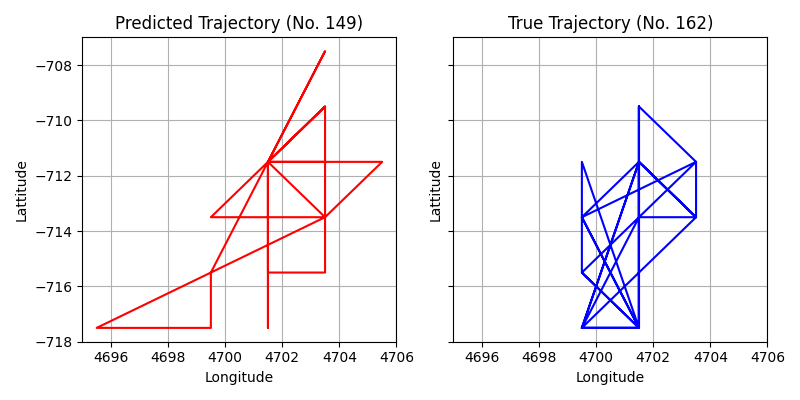 Predicted Trajectory (No. 149)
True Trajectory (No. 162)
Lattitude
−708
−710
−712
−714
−716
−718
4696 4698 4700 4702 4704 4706
Longitude
Lattitude
4696 4698 4700 4702 4704 4706
Longitude